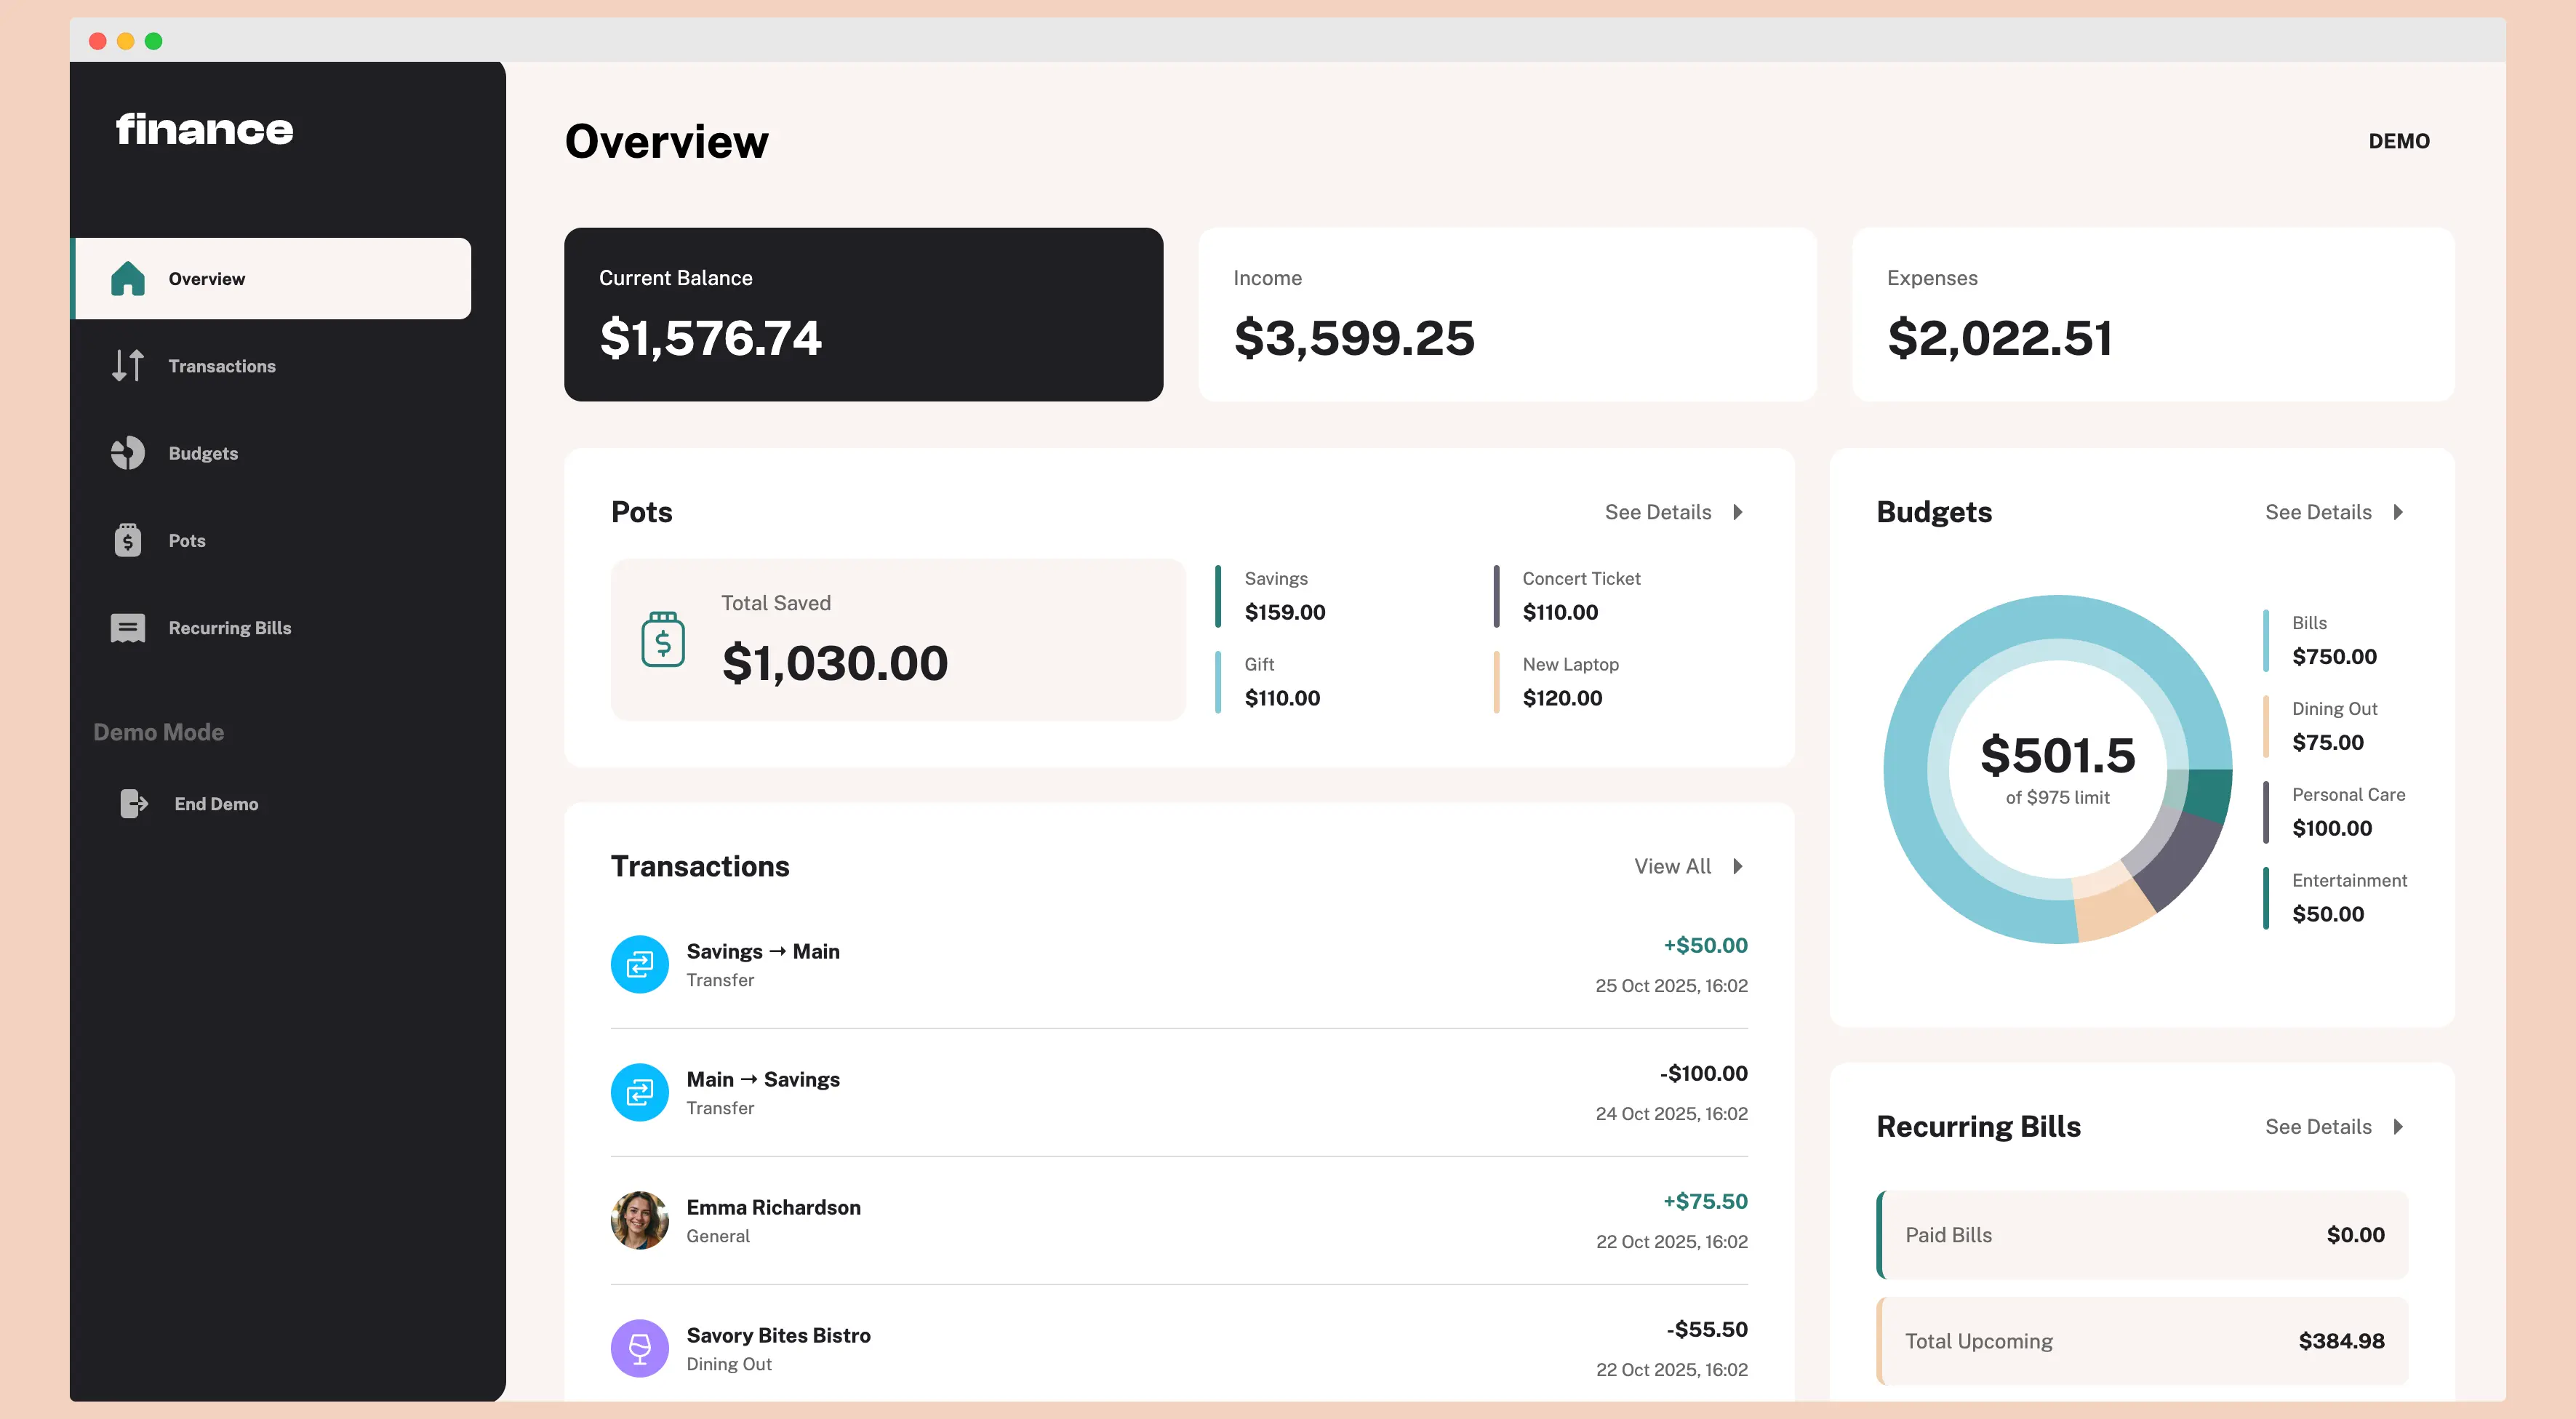 finance
Overview
Transactions
Budgets
Pots
Recurring Bills
Demo Mode
End Demo
Overview
DEMO
Current Balance
$1,576.74
Income
$3,599.25
Expenses
$2,022.51
Pots
See Details
Total Saved
$1,030.00
Savings
$159.00
Concert Ticket
$110.00
Gift
$110.00
New Laptop
$120.00
Budgets
See Details
$501.5
of $975 limit
Bills
$750.00
Dining Out
$75.00
Personal Care
$100.00
Entertainment
$50.00
Transactions
View All
Savings → Main
Transfer
+$50.00
25 Oct 2025, 16:02
Main → Savings
Transfer
-$100.00
24 Oct 2025, 16:02
Emma Richardson
General
+$75.50
22 Oct 2025, 16:02
Savory Bites Bistro
Dining Out
-$55.50
22 Oct 2025, 16:02
Recurring Bills
See Details
Paid Bills
$0.00
Total Upcoming
$384.98